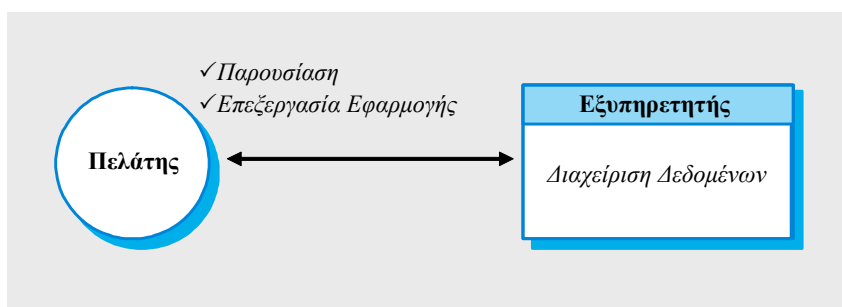 ✓Παρουσίαση
✓Επεξεργασία Εφαρμογής
Πελάτης
Εξυπηρετητής
Διαχείριση Δεδομένων